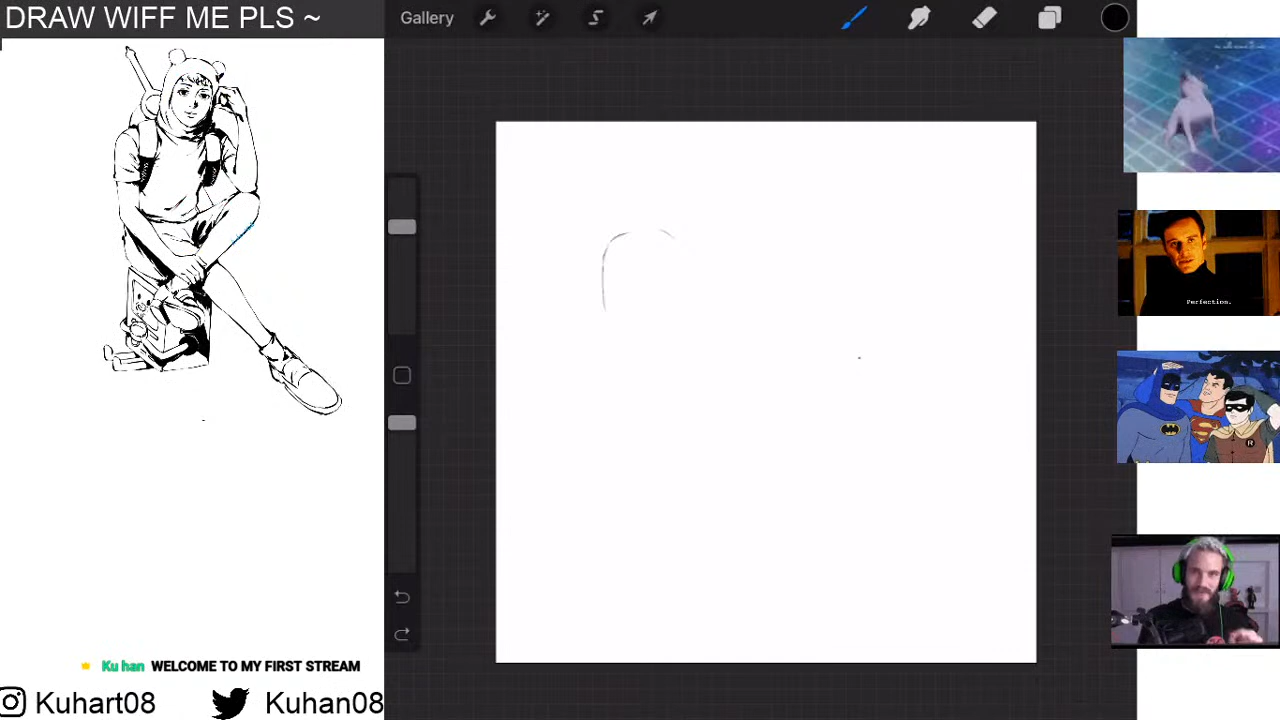 DRAW WIFF ME PLS ~
Gallery
Perfection.
R
Ku han WELCOME TO MY FIRST STREAM
Kuhart08 Kuhan08